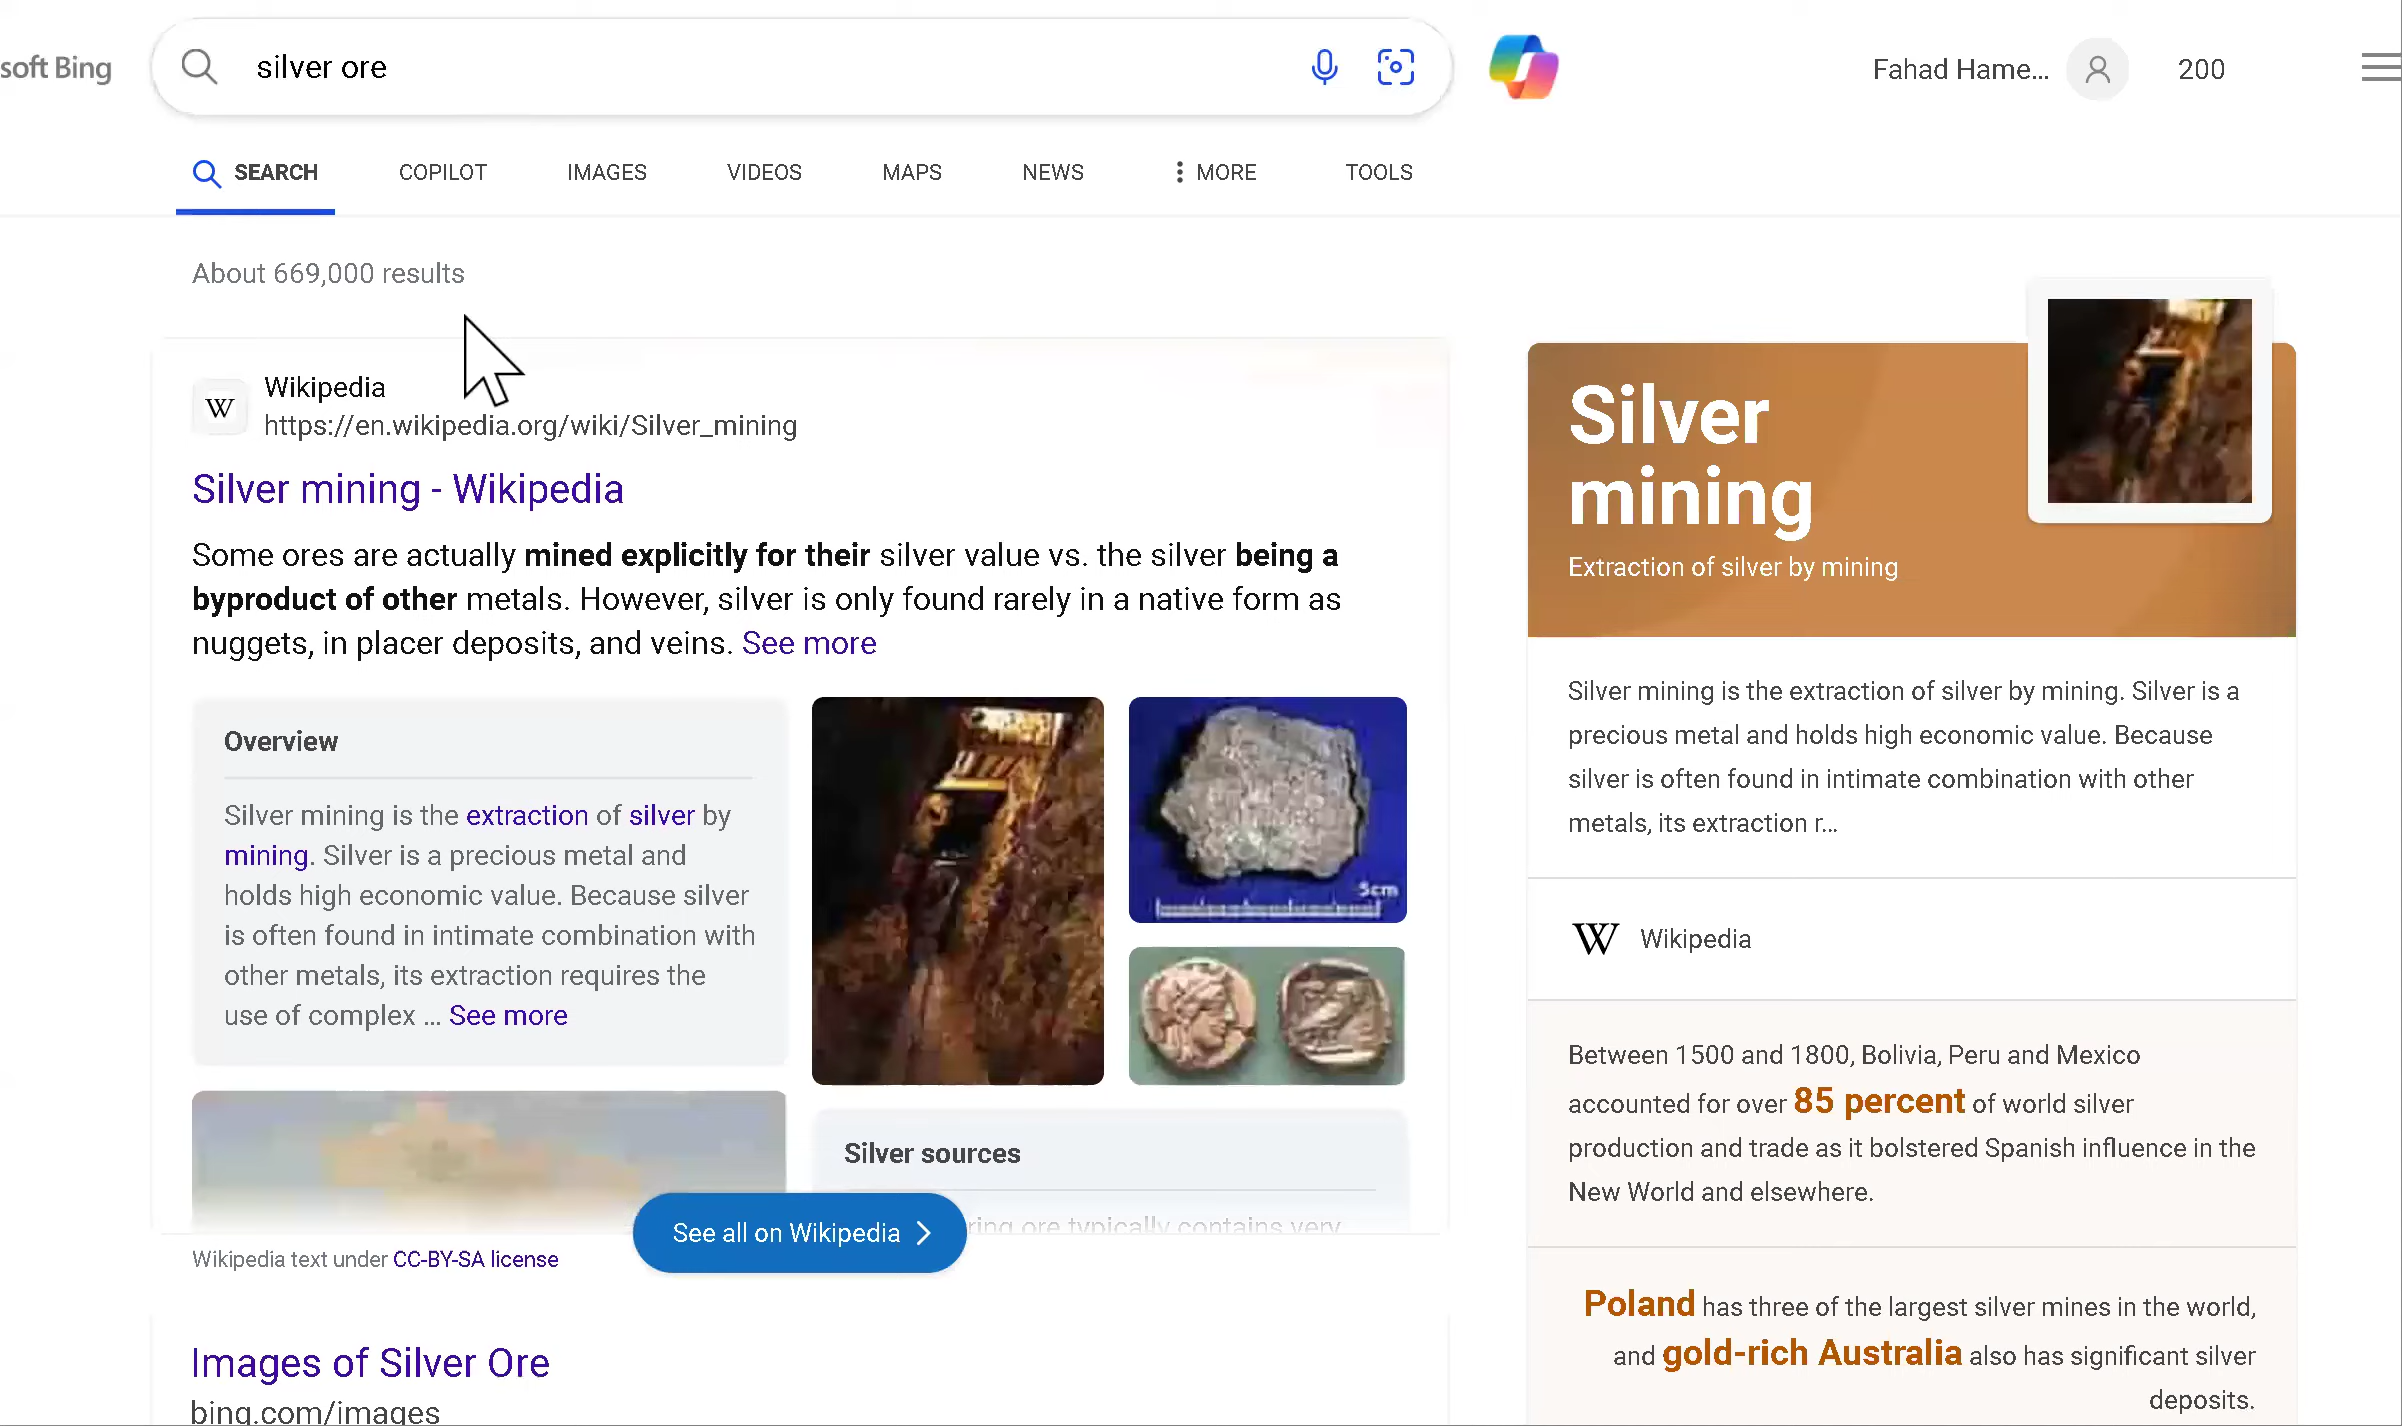 soft Bing
silver ore
Fahad Hame...
200
SEARCH
COPILOT
IMAGES
VIDEOS
MAPS
NEWS
MORE
TOOLS
About 669,000 results
W
Wikipedia
https://en.wikipedia.org/wiki/Silver_mining
Silver mining - Wikipedia
Some ores are actually mined explicitly for their silver value vs. the silver being a
byproduct of other metals. However, silver is only found rarely in a native form as
nuggets, in placer deposits, and veins. See more
Overview
Silver mining is the extraction of silver by
mining. Silver is a precious metal and
holds high economic value. Because silver
is often found in intimate combination with
other metals, its extraction requires the
use of complex ... See more
5cm
Silver sources
ring ore typically contains very
See all on Wikipedia
Wikipedia text under CC-BY-SA license
Images of Silver Ore
bing.com/images
Silver
mining
Extraction of silver by mining
Silver mining is the extraction of silver by mining. Silver is a
precious metal and holds high economic value. Because
silver is often found in intimate combination with other
metals, its extraction r...
W Wikipedia
Between 1500 and 1800, Bolivia, Peru and Mexico
accounted for over 85 percent of world silver
production and trade as it bolstered Spanish influence in the
New World and elsewhere.
Poland has three of the largest silver mines in the world,
and gold-rich Australia also has significant silver
deposits.